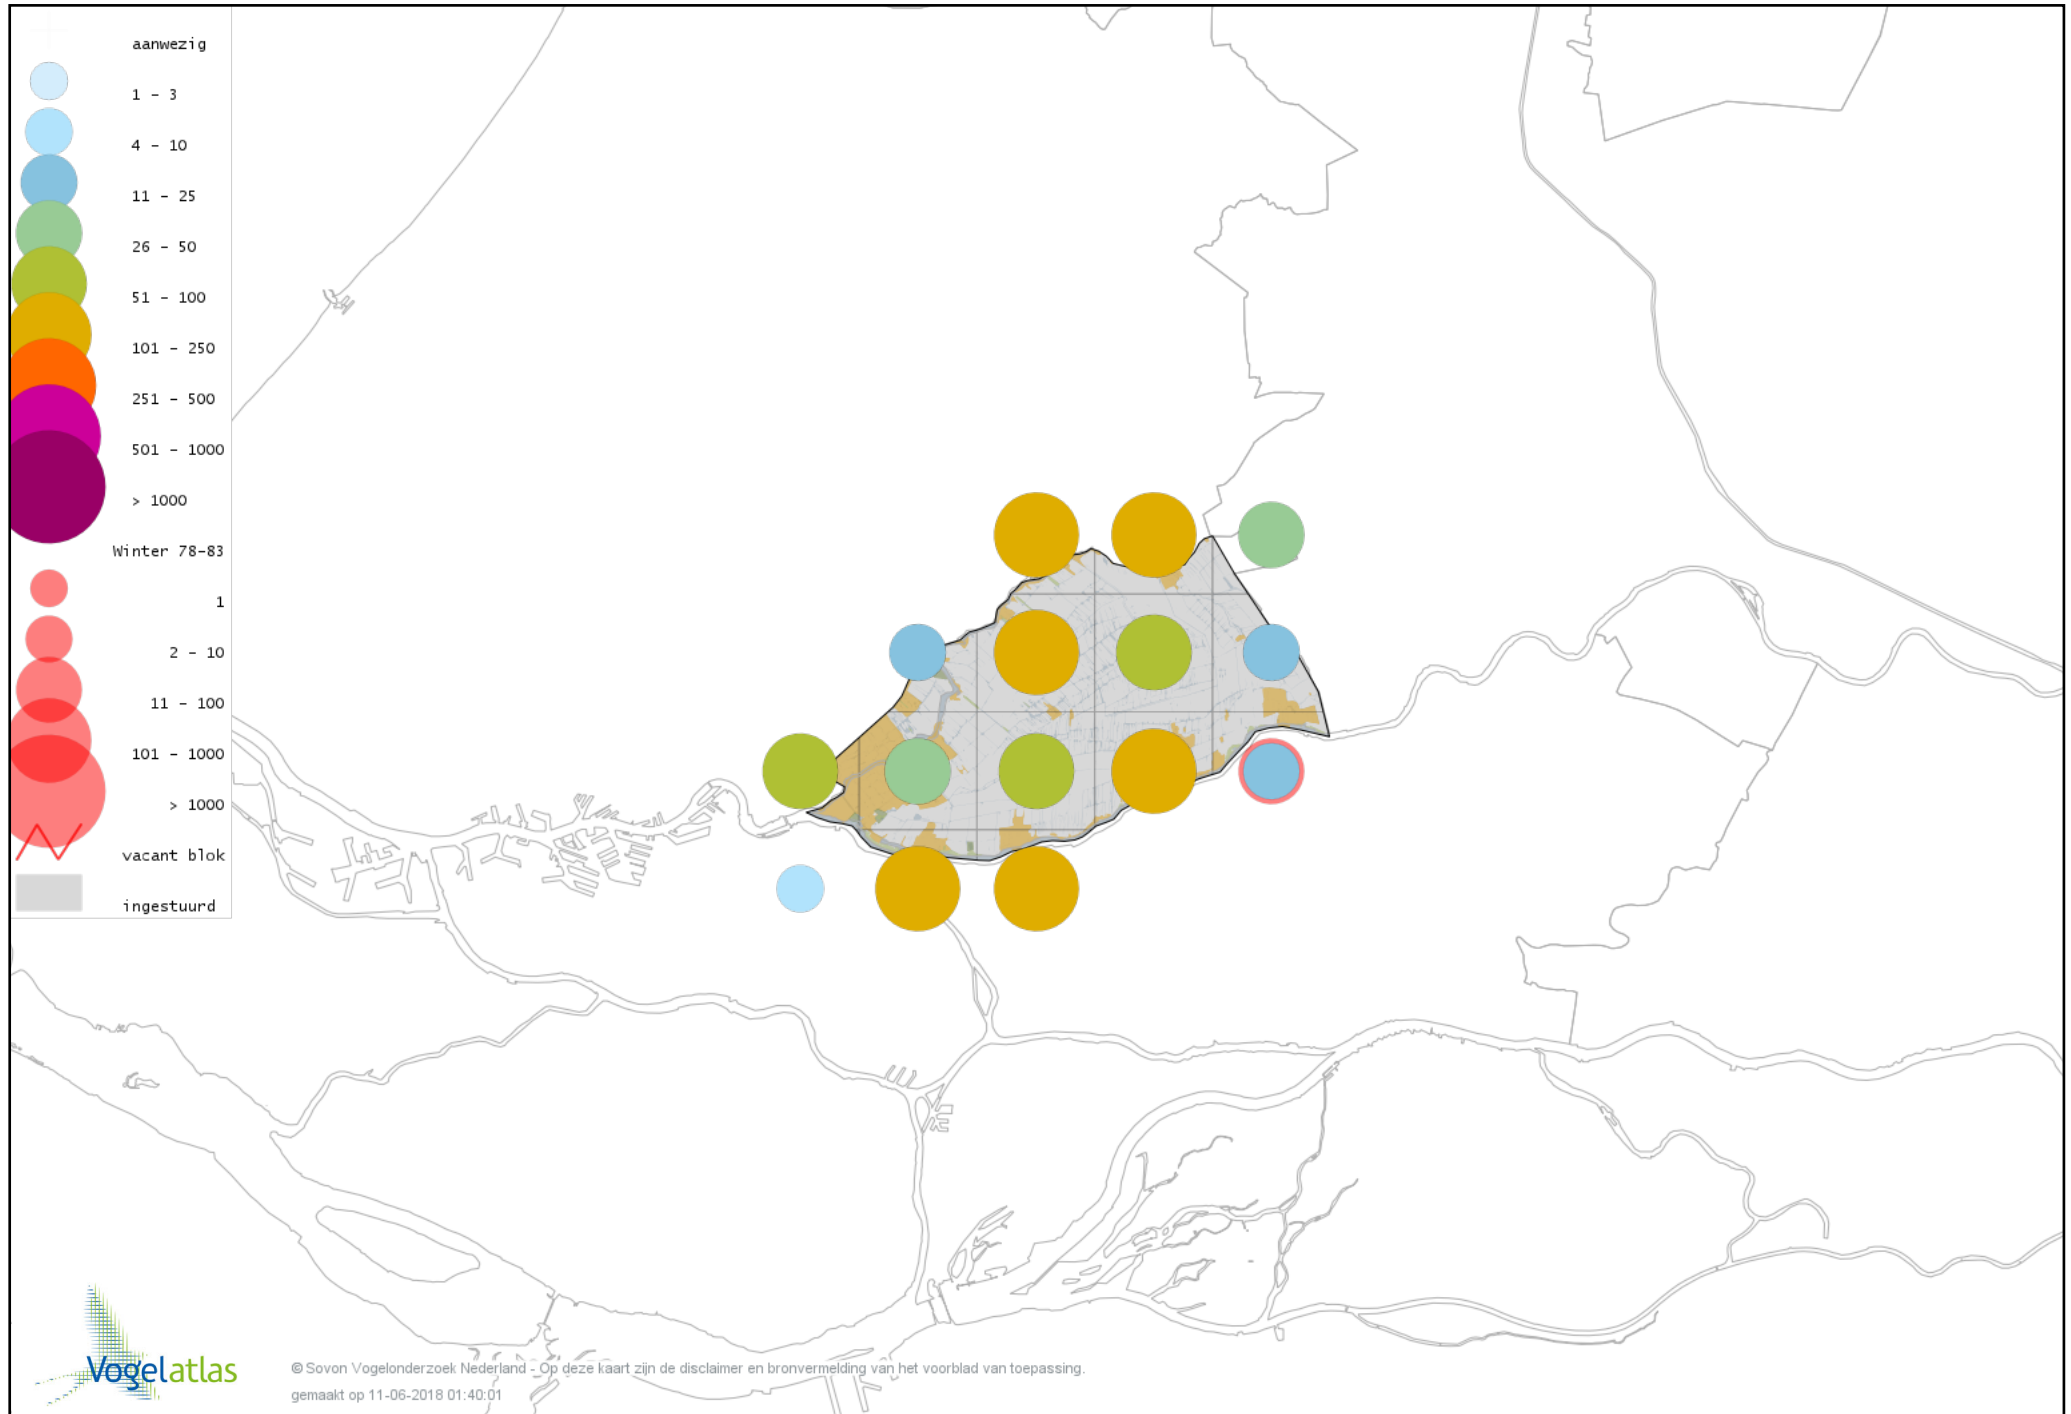 aanwezig
1 - 3
4 - 10
11 - 25
26 - 50
51 - 100
101 - 250
251 - 500
501 - 1000
> 1000
Winter 78-83
1
2 - 10
11 - 100
101 - 1000
> 1000
vacant blok
ingestuurd
Vogelatlas
© Sovon Vogelonderzoek Nederland - Op deze kaart zijn de disclaimer en bronvermelding van het voorblad van toepassing.
gemaakt op 11-06-2018 01:40:01